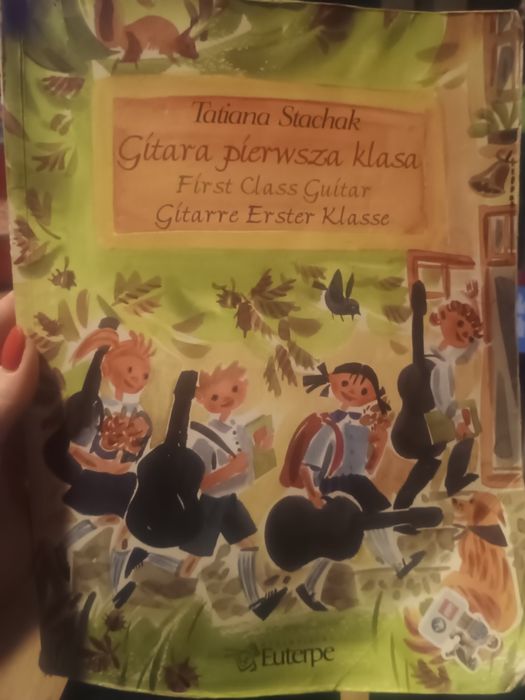 Tatiana Stachak
Gitara pierwsza klasa
First Class Guitar
Gitarre Erster Klasse
Euterpe